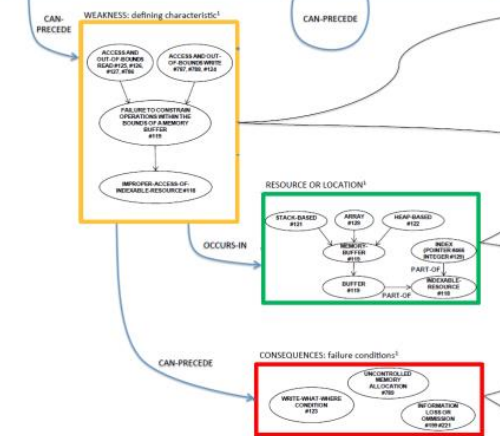 CAN-
PRECEDE
WEAKNESS: defining characteristic¹
CAN-PRECEDE
ACCESS AND
OUT-OF-BOUNDS
READ #125, #126,
#127, #786
ACCESS AND OUT-
OF-BOUNDS WRITE
#787, #788, #124
FAILURE TO CONSTRAIN
OPERATIONS WITHIN THE
BOUNDS OF A MEMORY
BUFFER
#119
IMPROPER-ACCESS-OF-
INDEXABLE-RESOURCE #118
RESOURCE OR LOCATION¹
STACK-BASED
#121
ARRAY
#129
HEAP-BASED
#122
MEMORY-
BUFFER
#119
INDEX
(POINTER #466
INTEGER #129)
PART-OF
BUFFER
#119
PART-OF
INDEXABLE-
RESOURCE
#118
OCCURS-IN
CAN-PRECEDE
CONSEQUENCES: failure conditions¹
WRITE-WHAT-WHERE
CONDITION
#123
UNCONTROLLED
MEMORY
ALLOCATION
#789
INFORMATION
LOSS OR
OMMISSION
#199 #221